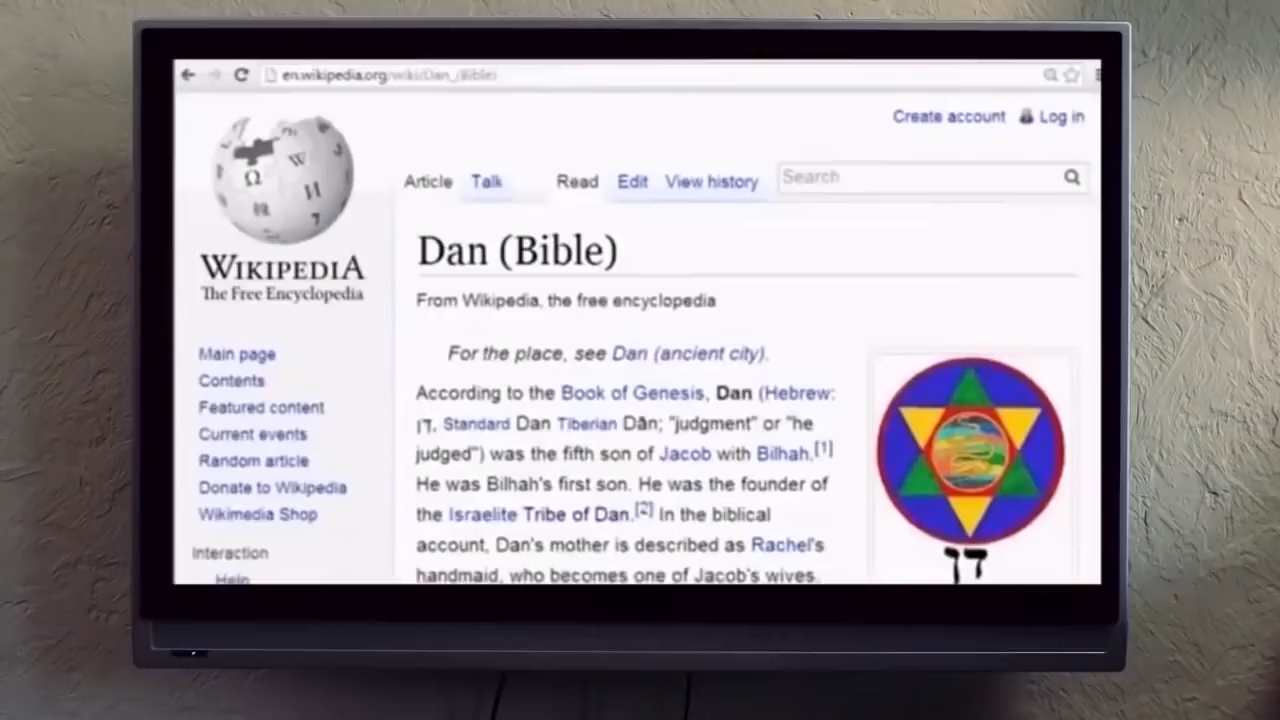 en.wikipedia.org/wiki/Dan_(Bible)
Create account Log in
Article Talk Read Edit View history Search
WIKIPEDIA
The Free Encyclopedia
Main page
Contents
Featured content
Current events
Random article
Donate to Wikipedia
Wikimedia Shop
Interaction
Help
Dan (Bible)
From Wikipedia, the free encyclopedia
For the place, see Dan (ancient city).
According to the Book of Genesis, Dan (Hebrew:
דן, Standard Dan Tiberian Dān; "judgment" or "he
judged") was the fifth son of Jacob with Bilhah.[1]
He was Bilhah's first son. He was the founder of
the Israelite Tribe of Dan.[2] In the biblical
account, Dan's mother is described as Rachel's
handmaid, who becomes one of Jacob's wives.
דן